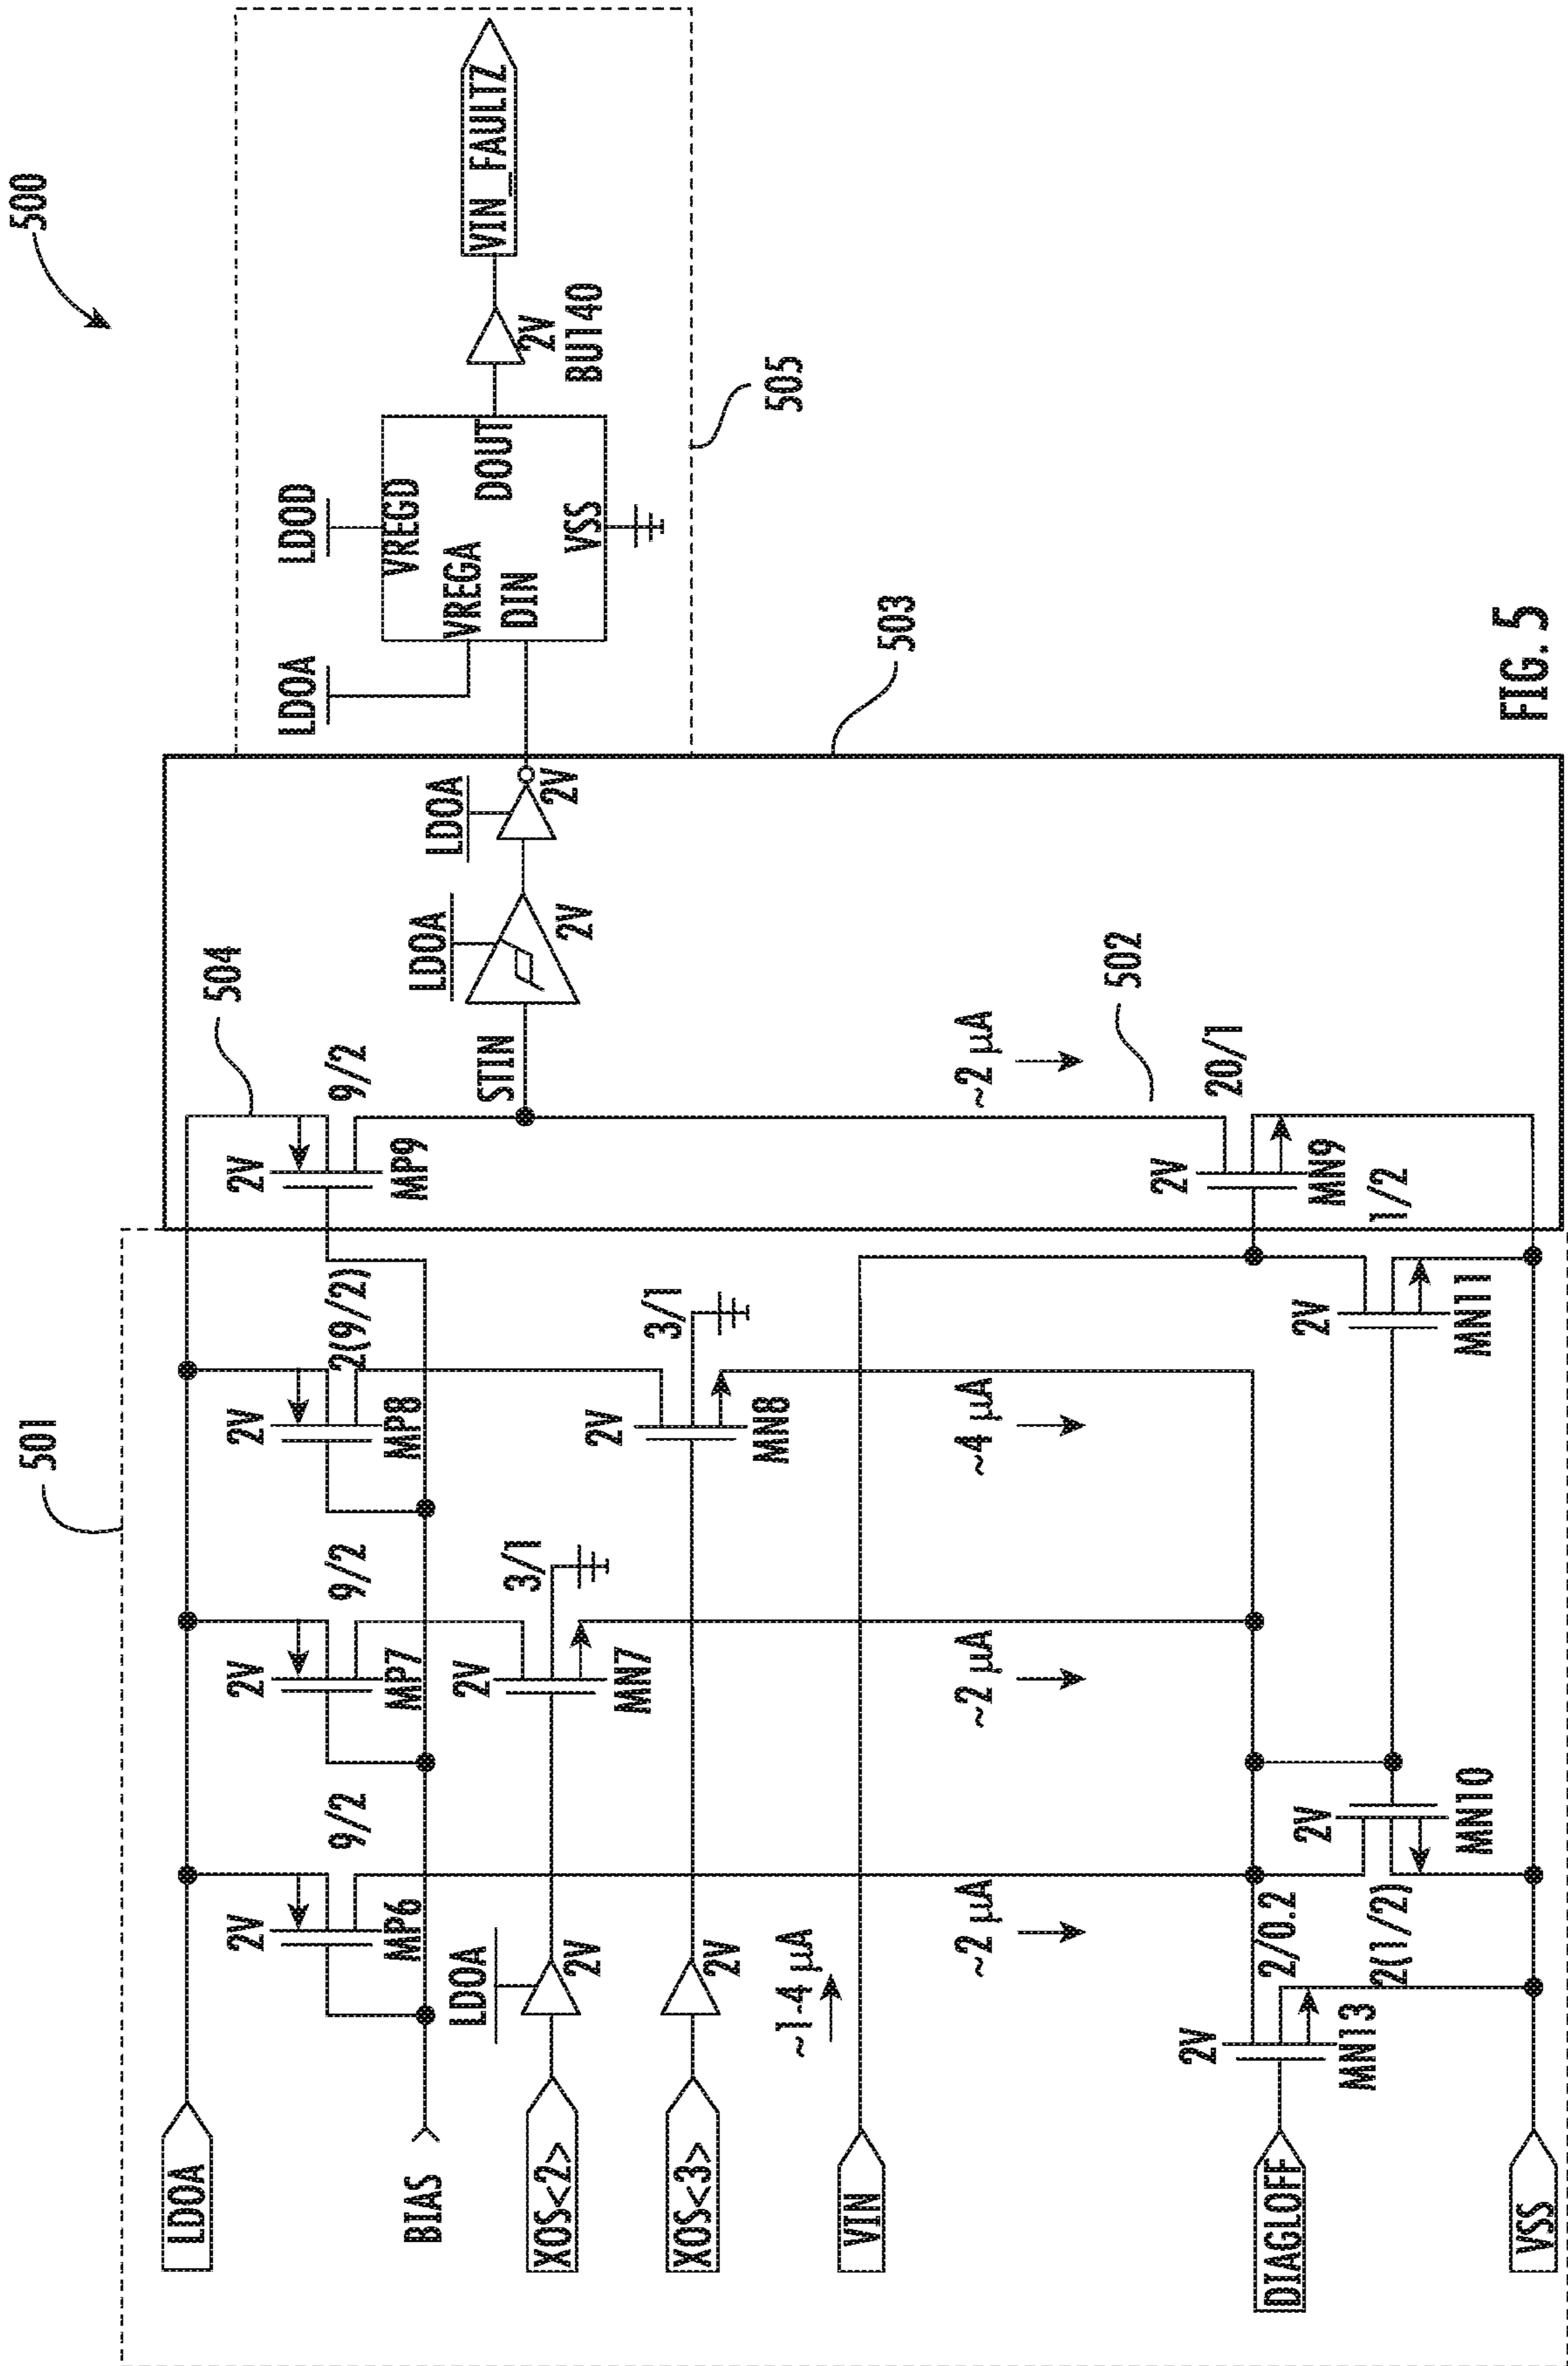 500
501
504
503
505
502
LDOA
BIAS
XOS<2>
XOS<3>
VIN
DIAGLOFF
VSS
2V
MP6
9/2
2V
MP7
9/2
2V
MP8
2(9/2)
2V
MP9
9/2
LDOA
2V
2V
2V
MN7
3/1
2V
MN8
3/1
~1-4 µA
~2 µA
~2 µA
~4 µA
~2 µA
2V
MN13
2/0.2
2V
MN10
2(1/2)
2V
MN11
1/2
2V
MN9
20/1
STIN
LDOA
2V
LDOA
2V
LDOA
LDOD
VREGA
VREGD
DIN
DOUT
VSS
2V
BU140
VIN_FAULTZ
FIG. 5